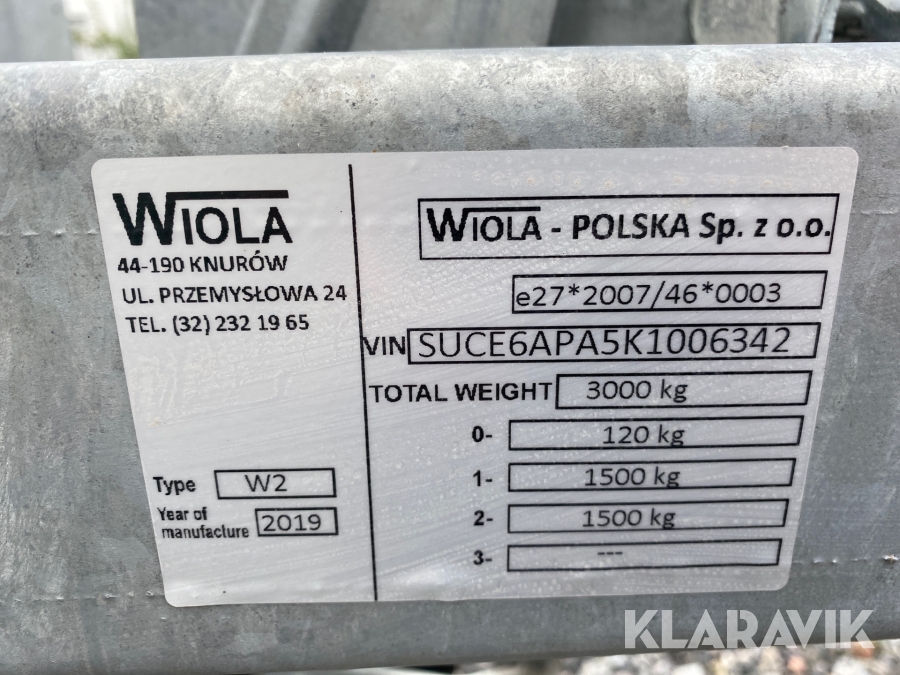 WIOLA
44-190 KNURÓW
UL. PRZEMYSŁOWA 24
TEL. (32) 232 19 65
Type W2
Year of
manufacture 2019
WIOLA - POLSKA Sp. z o.o.
e27*2007/46*0003
VIN SUCE6APA5K1006342
TOTAL WEIGHT 3000 kg
0- 120 kg
1- 1500 kg
2- 1500 kg
3- ---
KLARAVIK